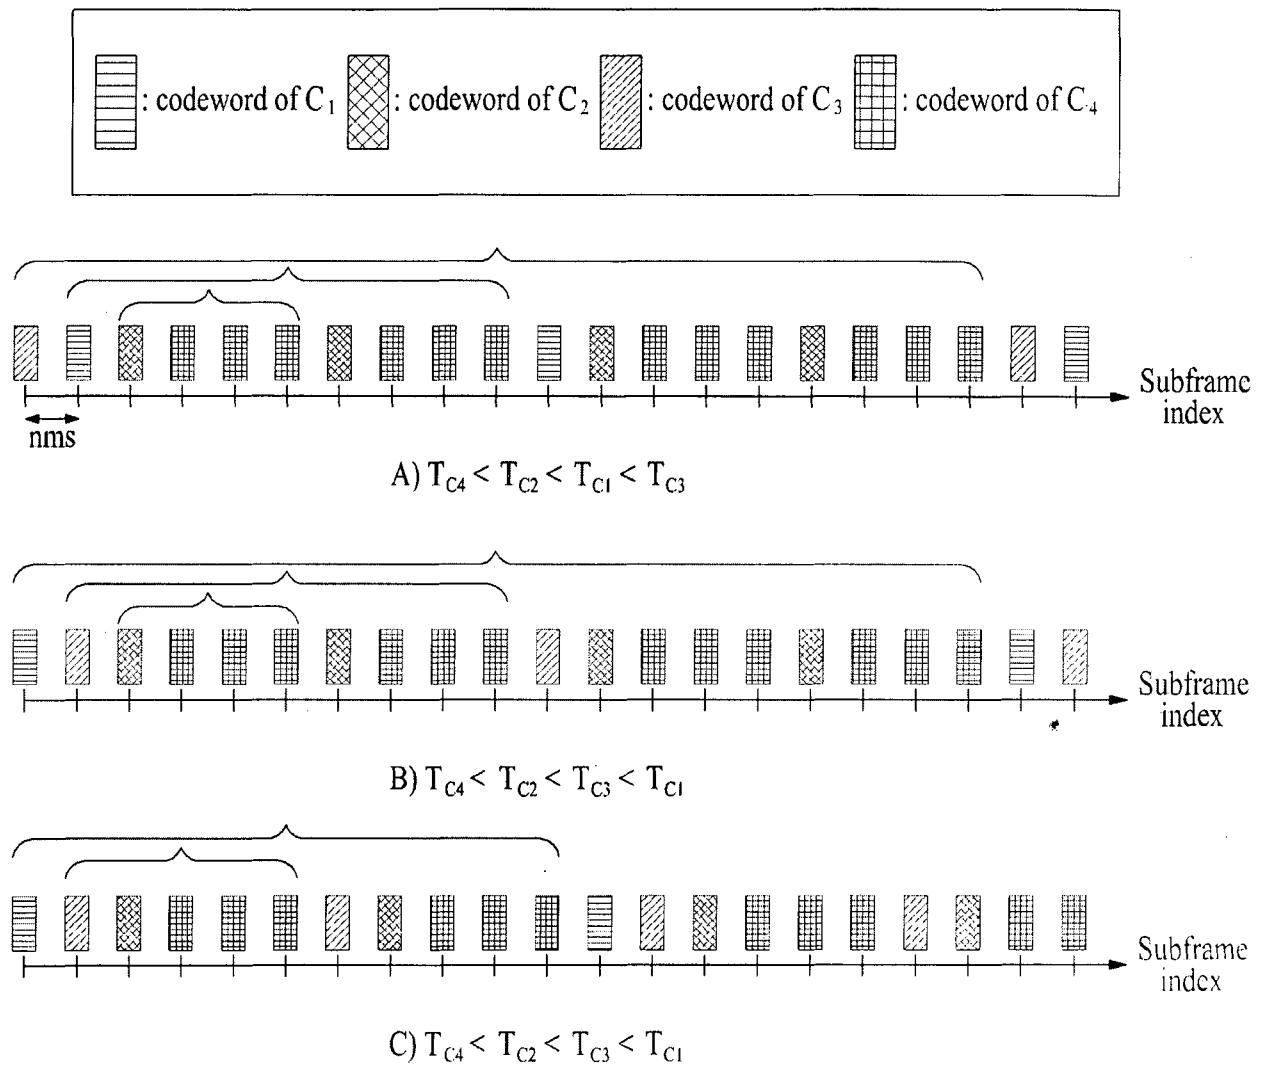 : codeword of C1 : codeword of C2 : codeword of C3 : codeword of C4
Subframe
index
nms
A) TC4 < TC2 < TC1 < TC3
Subframe
index
B) TC4 < TC2 < TC3 < TC1
Subframe
index
C) TC4 < TC2 < TC3 < TC1